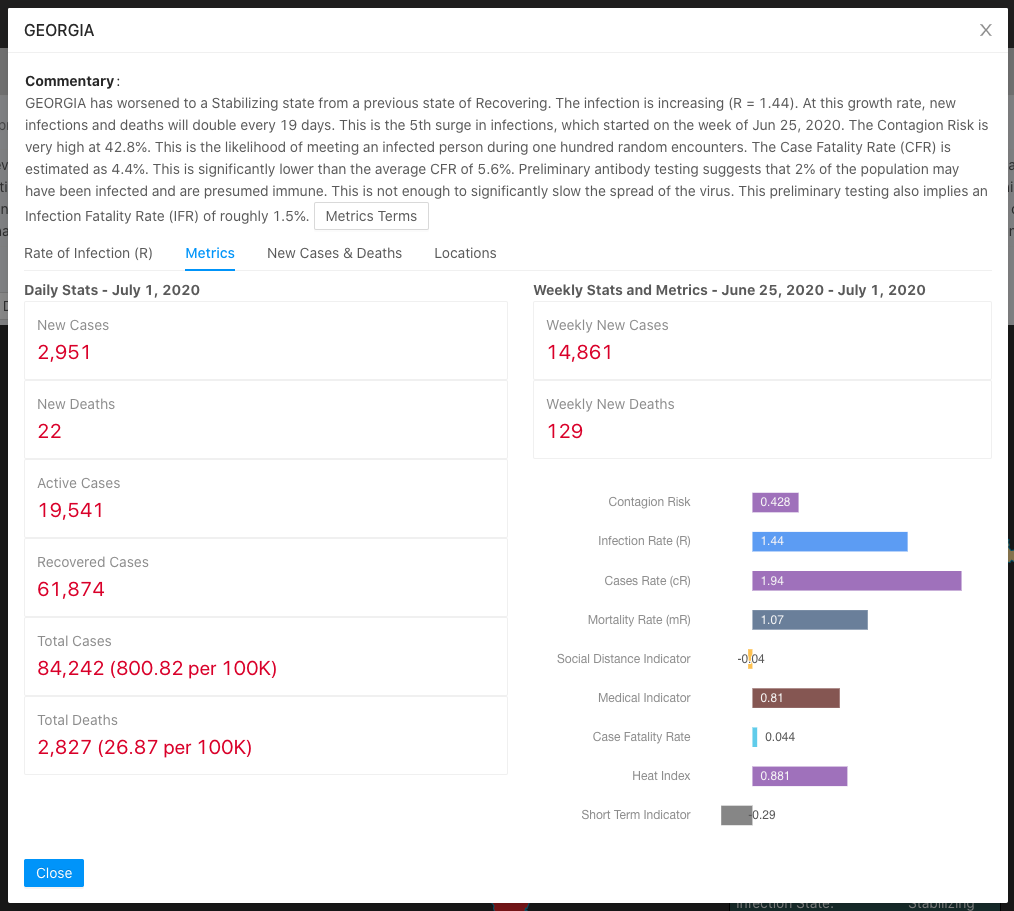 GEORGIA
Commentary:
GEORGIA has worsened to a Stabilizing state from a previous state of Recovering. The infection is increasing (R = 1.44). At this growth rate, new
infections and deaths will double every 19 days. This is the 5th surge in infections, which started on the week of Jun 25, 2020. The Contagion Risk is
very high at 42.8%. This is the likelihood of meeting an infected person during one hundred random encounters. The Case Fatality Rate (CFR) is
estimated as 4.4%. This is significantly lower than the average CFR of 5.6%. Preliminary antibody testing suggests that 2% of the population may
have been infected and are presumed immune. This is not enough to significantly slow the spread of the virus. This preliminary testing also implies an
Infection Fatality Rate (IFR) of roughly 1.5%. Metrics Terms
Rate of Infection (R) Metrics New Cases & Deaths Locations
Daily Stats - July 1, 2020
New Cases
2,951
New Deaths
22
Active Cases
19,541
Recovered Cases
61,874
Total Cases
84,242 (800.82 per 100K)
Total Deaths
2,827 (26.87 per 100K)
Weekly Stats and Metrics - June 25, 2020 - July 1, 2020
Weekly New Cases
14,861
Weekly New Deaths
129
Contagion Risk 0.428
Infection Rate (R) 1.44
Cases Rate (cR) 1.94
Mortality Rate (mR) 1.07
Social Distance Indicator -0.04
Medical Indicator 0.81
Case Fatality Rate 0.044
Heat Index 0.881
Short Term Indicator -0.29
Close
Infection State: Stabilizing